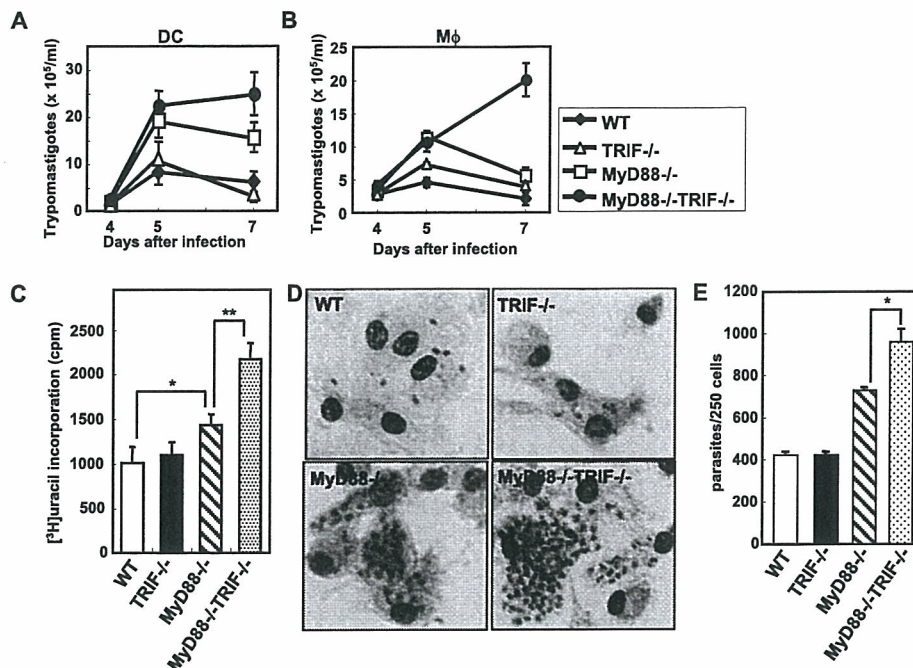 A
DC
Trypomastigotes (x 10⁵/ml)
30
20
10
0
4 5 7
Days after infection
B
Mφ
Trypomastigotes (x 10⁵/ml)
25
20
15
10
5
0
4 5 7
Days after infection
WT
TRIF-/-
MyD88-/-
MyD88-/-TRIF-/-
C
[³H]uracil incorporation (cpm)
2500
2000
1500
1000
500
0
*
**
WT
TRIF-/-
MyD88-/-
MyD88-/-TRIF-/-
D
WT
TRIF-/-
MyD88-/-
MyD88-/-TRIF-/-
E
parasites/250 cells
1200
1000
800
600
400
200
0
*
WT
TRIF-/-
MyD88-/-
MyD88-/-TRIF-/-